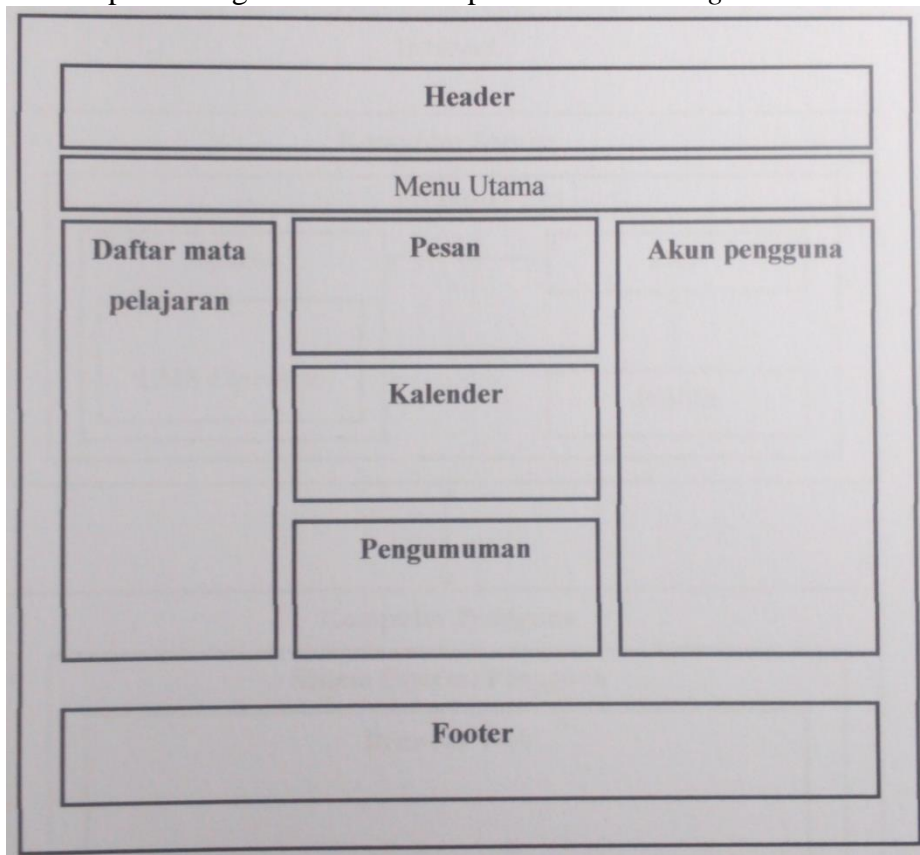 Header
Menu Utama
Daftar mata
pelajaran
Pesan
Kalender
Pengumuman
Akun pengguna
Footer